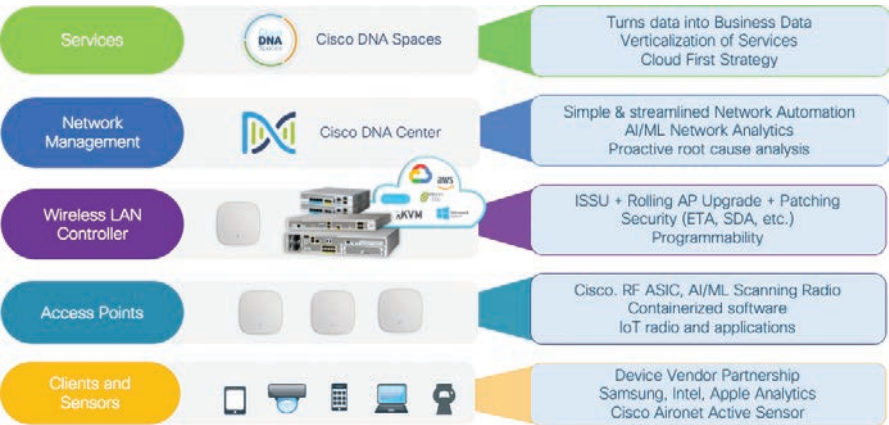 Services
DNA
Cisco DNA Spaces
Turns data into Business Data
Verticalization of Services
Cloud First Strategy
Network
Management
Cisco DNA Center
Simple & streamlined Network Automation
AI/ML Network Analytics
Proactive root cause analysis
Wireless LAN
Controller
aws
KVM
ISSU + Rolling AP Upgrade + Patching
Security (ETA, SDA, etc.)
Programmability
Access Points
Cisco. RF ASIC, AI/ML Scanning Radio
Containerized software
IoT radio and applications
Clients and
Sensors
Device Vendor Partnership
Samsung, Intel, Apple Analytics
Cisco Aironet Active Sensor